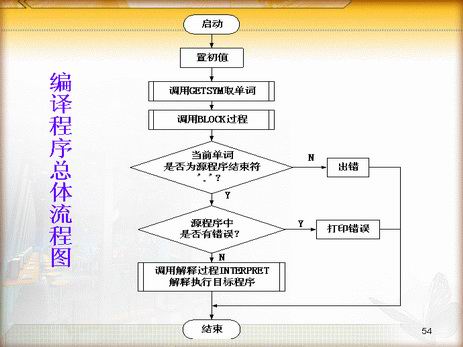 编译程序总体流程图
启动
置初值
调用GETSYM取单词
调用BLOCK过程
当前单词
是否为源程序结束符
'.'?
N
出错
Y
源程序中
是否有错误?
Y
打印错误
N
调用解释过程INTERPRET
解释执行目标程序
结束
54